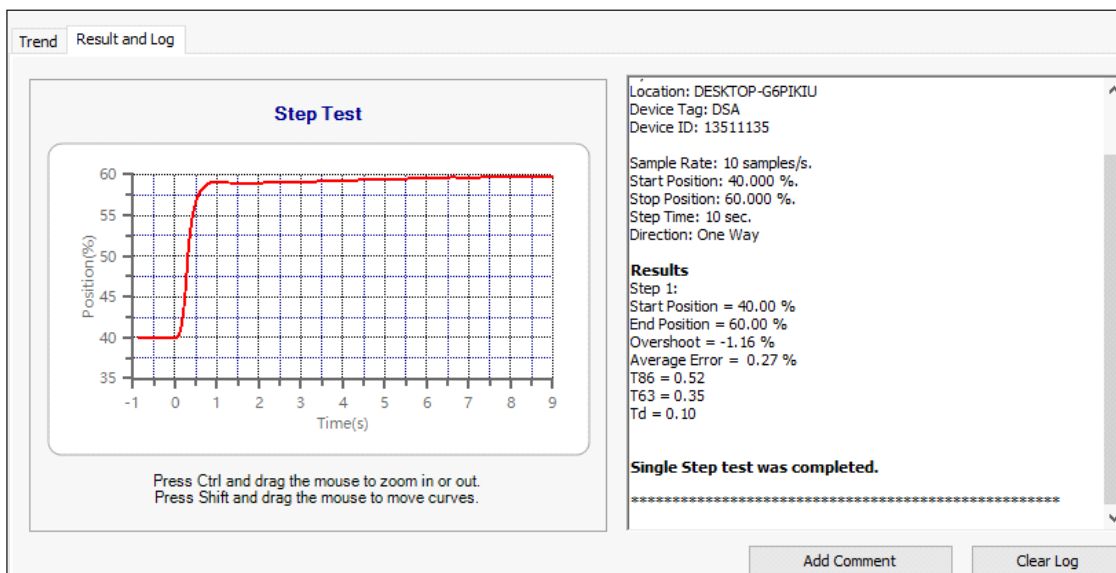 Trend Result and Log
Step Test
60
55
50
45
40
35
Position(%)
-1 0 1 2 3 4 5 6 7 8 9
Time(s)
Press Ctrl and drag the mouse to zoom in or out.
Press Shift and drag the mouse to move curves.
Location: DESKTOP-G6PIKIU
Device Tag: DSA
Device ID: 13511135
Sample Rate: 10 samples/s.
Start Position: 40.000 %.
Stop Position: 60.000 %.
Step Time: 10 sec.
Direction: One Way
Results
Step 1:
Start Position = 40.00 %
End Position = 60.00 %
Overshoot = -1.16 %
Average Error =  0.27 %
T86 = 0.52
T63 = 0.35
Td = 0.10
Single Step test was completed.
****************************************************
Add Comment Clear Log